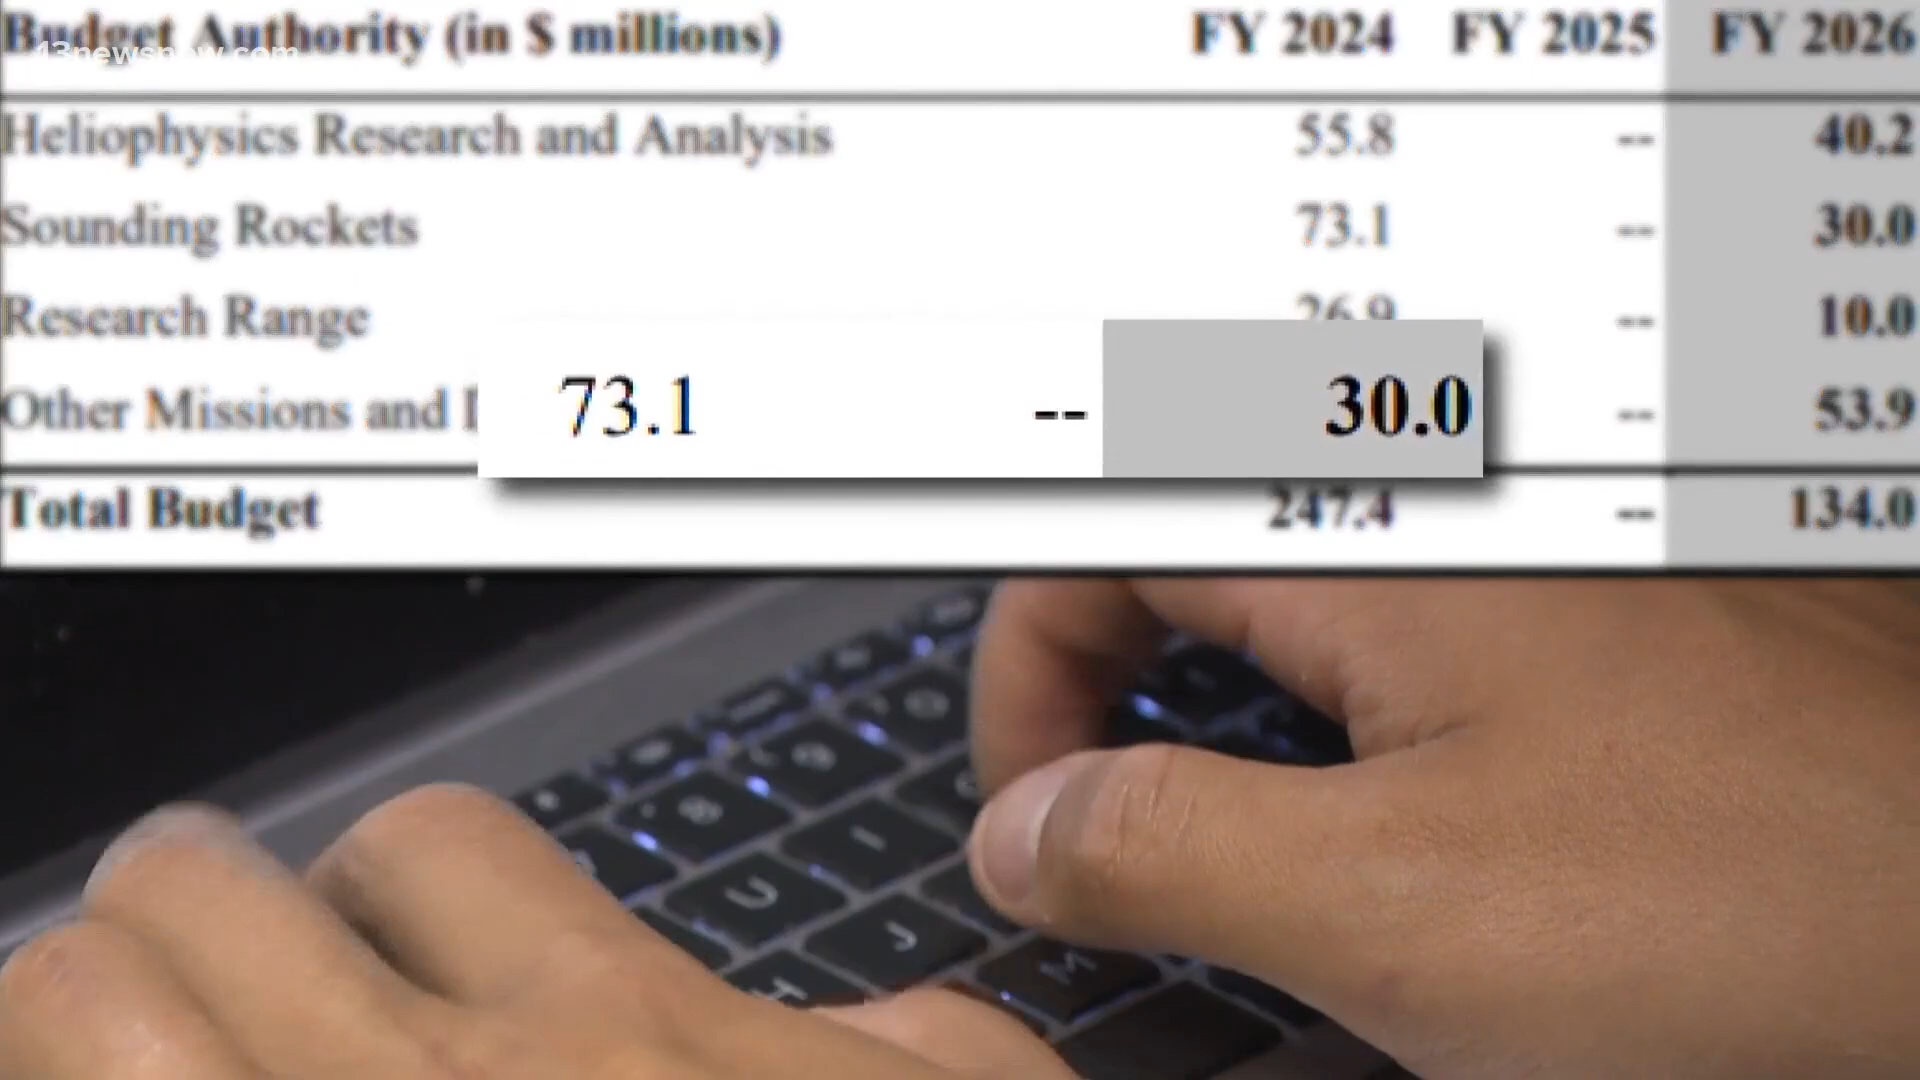 Budget Authority (in $ millions) FY 2024 FY 2025 FY 2026
13newsnow.com
Heliophysics Research and Analysis 55.8 -- 40.2
Sounding Rockets 73.1 -- 30.0
Research Range 26.9 -- 10.0
Other Missions and -- 53.9
73.1 -- 30.0
Total Budget 247.4 -- 134.0
U
I
J
H
M